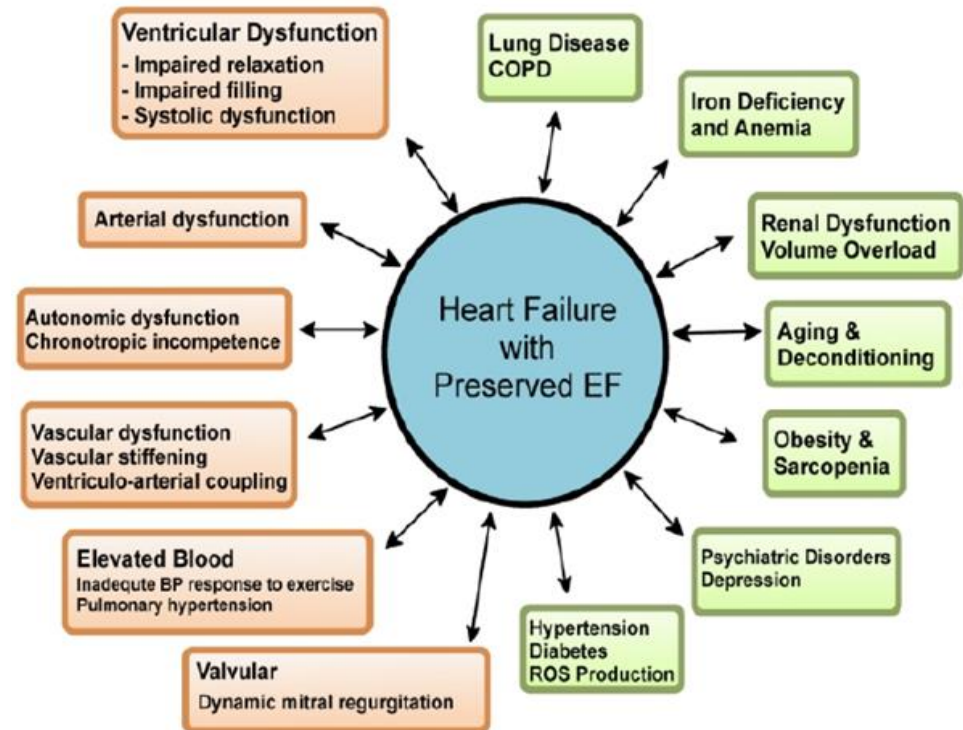 Ventricular Dysfunction
- Impaired relaxation
- Impaired filling
- Systolic dysfunction
Lung Disease
COPD
Iron Deficiency
and Anemia
Arterial dysfunction
Renal Dysfunction
Volume Overload
Autonomic dysfunction
Chronotropic incompetence
Heart Failure
with
Preserved EF
Aging &
Deconditioning
Vascular dysfunction
Vascular stiffening
Ventriculo-arterial coupling
Obesity &
Sarcopenia
Elevated Blood
Inadequte BP response to exercise
Pulmonary hypertension
Psychiatric Disorders
Depression
Hypertension
Diabetes
ROS Production
Valvular
Dynamic mitral regurgitation